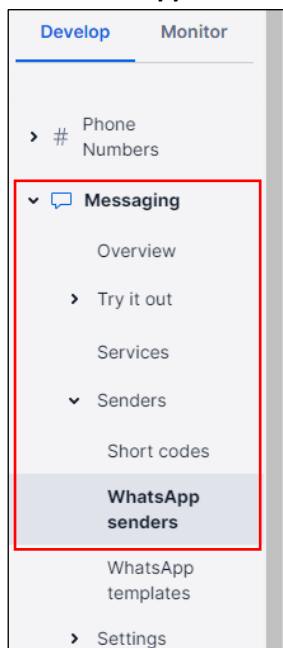 Develop Monitor
# Phone
Numbers
Messaging
Overview
Try it out
Services
Senders
Short codes
WhatsApp
senders
WhatsApp
templates
Settings